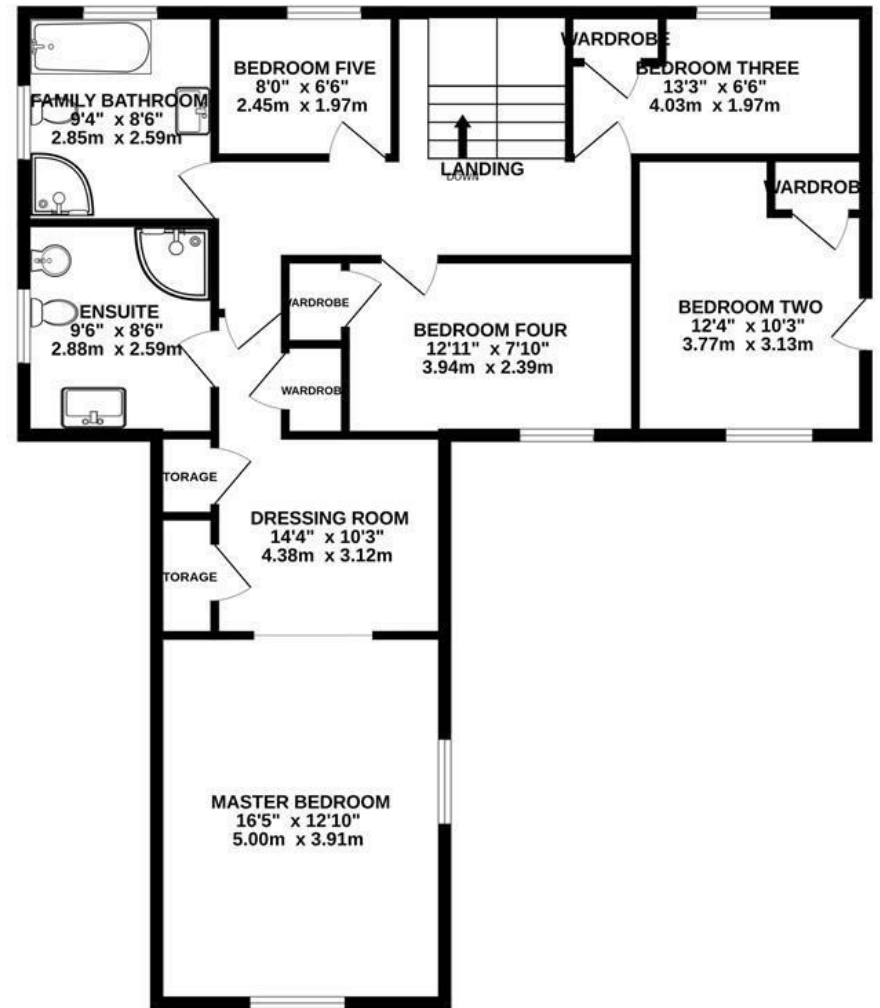 WARDROBE
BEDROOM FIVE
8'0" x 6'6"
2.45m x 1.97m
BEDROOM THREE
13'3" x 6'6"
4.03m x 1.97m
FAMILY BATHROOM
9'4" x 8'6"
2.85m x 2.59m
LANDING
DOWN
WARDROB
ENSUITE
9'6" x 8'6"
2.88m x 2.59m
WARDROBE
BEDROOM FOUR
12'11" x 7'10"
3.94m x 2.39m
BEDROOM TWO
12'4" x 10'3"
3.77m x 3.13m
WARDROB
TORAGE
DRESSING ROOM
14'4" x 10'3"
4.38m x 3.12m
TORAGE
MASTER BEDROOM
16'5" x 12'10"
5.00m x 3.91m